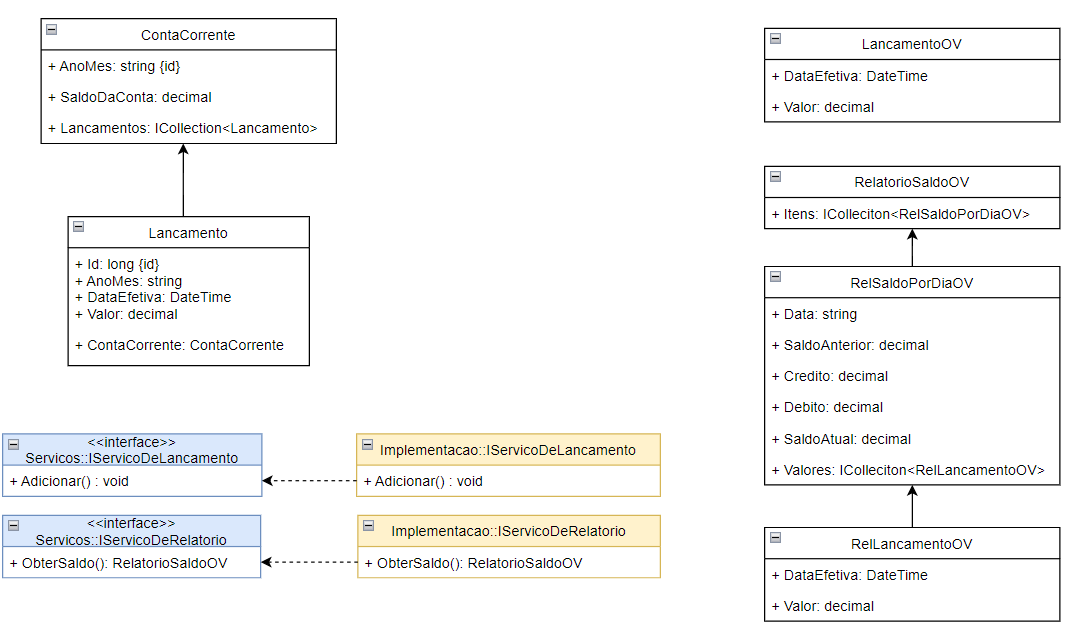 ContaCorrente
+ AnoMes: string {id}
+ SaldoDaConta: decimal
+ Lancamentos: ICollection<Lancamento>
Lancamento
+ Id: long {id}
+ AnoMes: string
+ DataEfetiva: DateTime
+ Valor: decimal
+ ContaCorrente: ContaCorrente
<<interface>>
Servicos::IServicoDeLancamento
+ Adicionar() : void
Implementacao::IServicoDeLancamento
+ Adicionar() : void
<<interface>>
Servicos::IServicoDeRelatorio
+ ObterSaldo(): RelatorioSaldoOV
Implementacao::IServicoDeRelatorio
+ ObterSaldo(): RelatorioSaldoOV
LancamentoOV
+ DataEfetiva: DateTime
+ Valor: decimal
RelatorioSaldoOV
+ Itens: IColleciton<RelSaldoPorDiaOV>
RelSaldoPorDiaOV
+ Data: string
+ SaldoAnterior: decimal
+ Credito: decimal
+ Debito: decimal
+ SaldoAtual: decimal
+ Valores: IColleciton<RelLancamentoOV>
RelLancamentoOV
+ DataEfetiva: DateTime
+ Valor: decimal